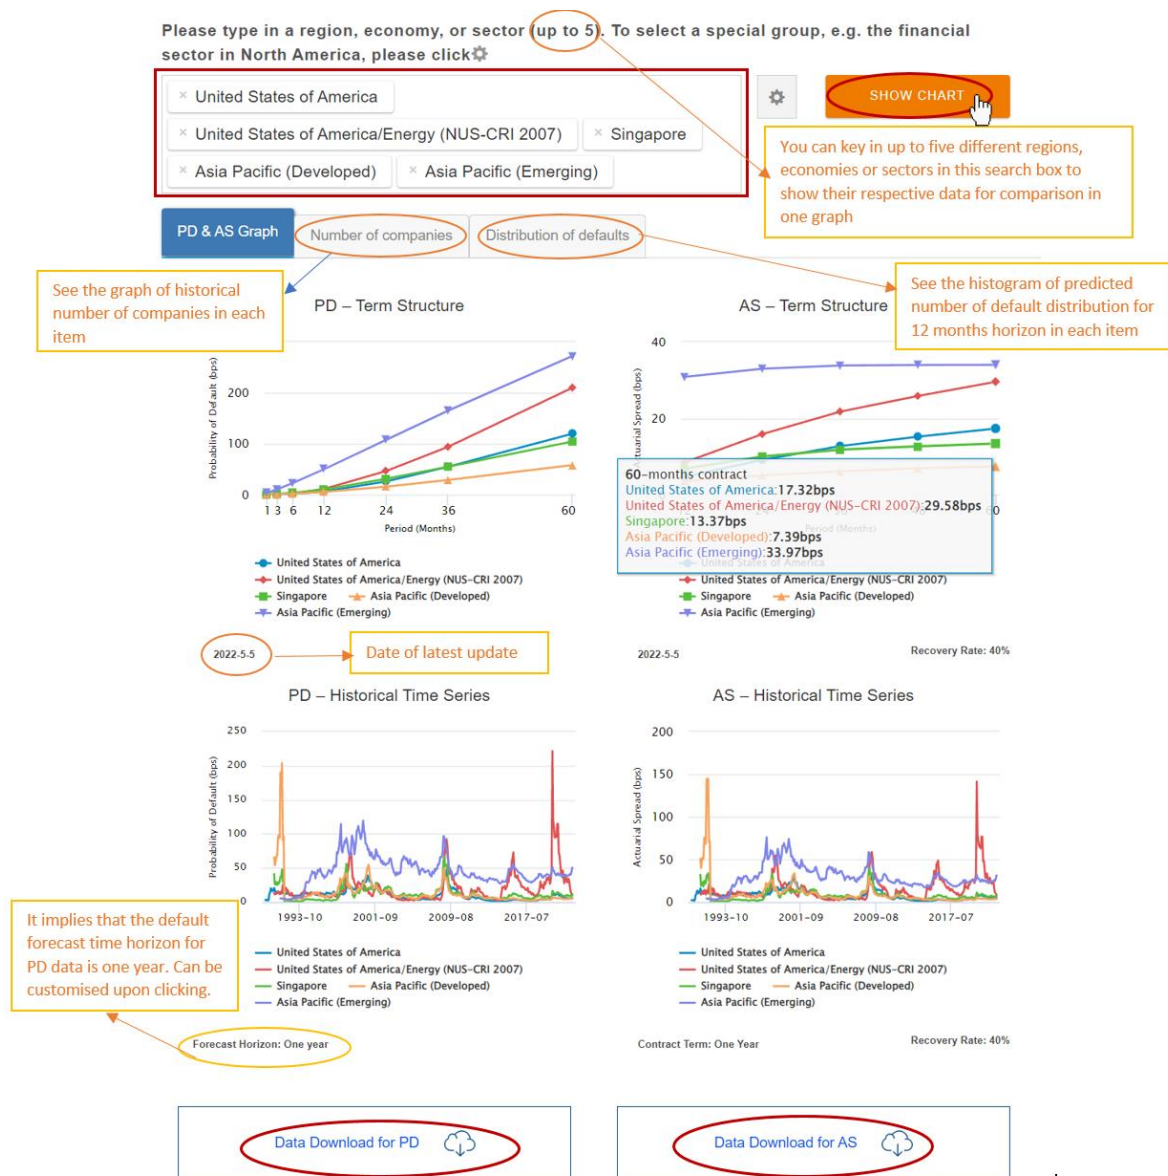 Please type in a region, economy, or sector (up to 5). To select a special group, e.g. the financial
sector in North America, please click
× United States of America
× United States of America/Energy (NUS-CRI 2007)
× Singapore
× Asia Pacific (Developed)
× Asia Pacific (Emerging)
SHOW CHART
You can key in up to five different regions,
economies or sectors in this search box to
show their respective data for comparison in
one graph
PD & AS Graph
Number of companies
Distribution of defaults
See the graph of historical
number of companies in each
item
See the histogram of predicted
number of default distribution for
12 months horizon in each item
PD – Term Structure
Probability of Default (bps)
200
100
0
1 3 6 12 24 36 60
Period (Months)
United States of America
United States of America/Energy (NUS-CRI 2007)
Singapore
Asia Pacific (Developed)
Asia Pacific (Emerging)
2022-5-5
Date of latest update
AS – Term Structure
Actuarial Spread (bps)
40
20
60-months contract
United States of America:17.32bps
United States of America/Energy (NUS-CRI 2007):29.58bps
Singapore:13.37bps
Asia Pacific (Developed):7.39bps
Asia Pacific (Emerging):33.97bps
60
Period (Months)
United States of America
United States of America/Energy (NUS-CRI 2007)
Singapore
Asia Pacific (Developed)
Asia Pacific (Emerging)
2022-5-5
Recovery Rate: 40%
PD – Historical Time Series
Probability of Default (bps)
250
200
150
100
50
0
1993-10 2001-09 2009-08 2017-07
United States of America
United States of America/Energy (NUS-CRI 2007)
Singapore
Asia Pacific (Developed)
Asia Pacific (Emerging)
It implies that the default
forecast time horizon for
PD data is one year. Can be
customised upon clicking.
Forecast Horizon: One year
AS – Historical Time Series
Actuarial Spread (bps)
200
150
100
50
0
1993-10 2001-09 2009-08 2017-07
United States of America
United States of America/Energy (NUS-CRI 2007)
Singapore
Asia Pacific (Developed)
Asia Pacific (Emerging)
Contract Term: One Year
Recovery Rate: 40%
Data Download for PD
Data Download for AS